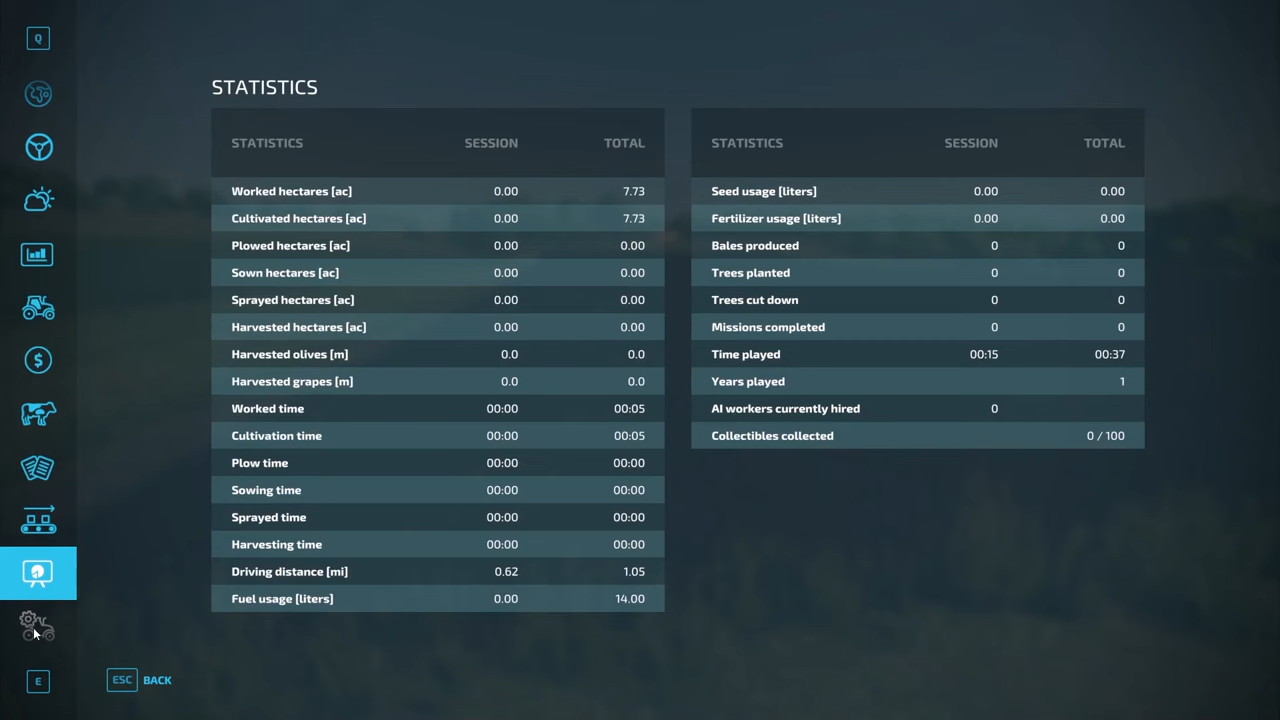 Q
STATISTICS
STATISTICS SESSION TOTAL
Worked hectares [ac] 0.00 7.73
Cultivated hectares [ac] 0.00 7.73
Plowed hectares [ac] 0.00 0.00
Sown hectares [ac] 0.00 0.00
Sprayed hectares [ac] 0.00 0.00
Harvested hectares [ac] 0.00 0.00
Harvested olives [m] 0.0 0.0
Harvested grapes [m] 0.0 0.0
Worked time 00:00 00:05
Cultivation time 00:00 00:05
Plow time 00:00 00:00
Sowing time 00:00 00:00
Sprayed time 00:00 00:00
Harvesting time 00:00 00:00
Driving distance [mi] 0.62 1.05
Fuel usage [liters] 0.00 14.00
STATISTICS SESSION TOTAL
Seed usage [liters] 0.00 0.00
Fertilizer usage [liters] 0.00 0.00
Bales produced 0 0
Trees planted 0 0
Trees cut down 0 0
Missions completed 0 0
Time played 00:15 00:37
Years played 1
AI workers currently hired 0
Collectibles collected 0 / 100
E
ESC BACK